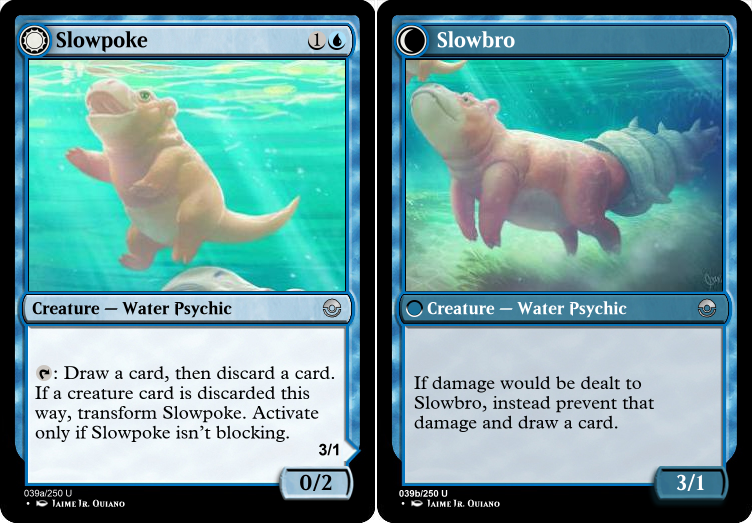 Slowpoke
1
Creature — Water Psychic
: Draw a card, then discard a card.
If a creature card is discarded this
way, transform Slowpoke. Activate
only if Slowpoke isn't blocking.
3/1
0/2
039a/250 U
• Jaime Jr. Quiano
Slowbro
Creature — Water Psychic
If damage would be dealt to
Slowbro, instead prevent that
damage and draw a card.
3/1
039b/250 U
• Jaime Jr. Quiano